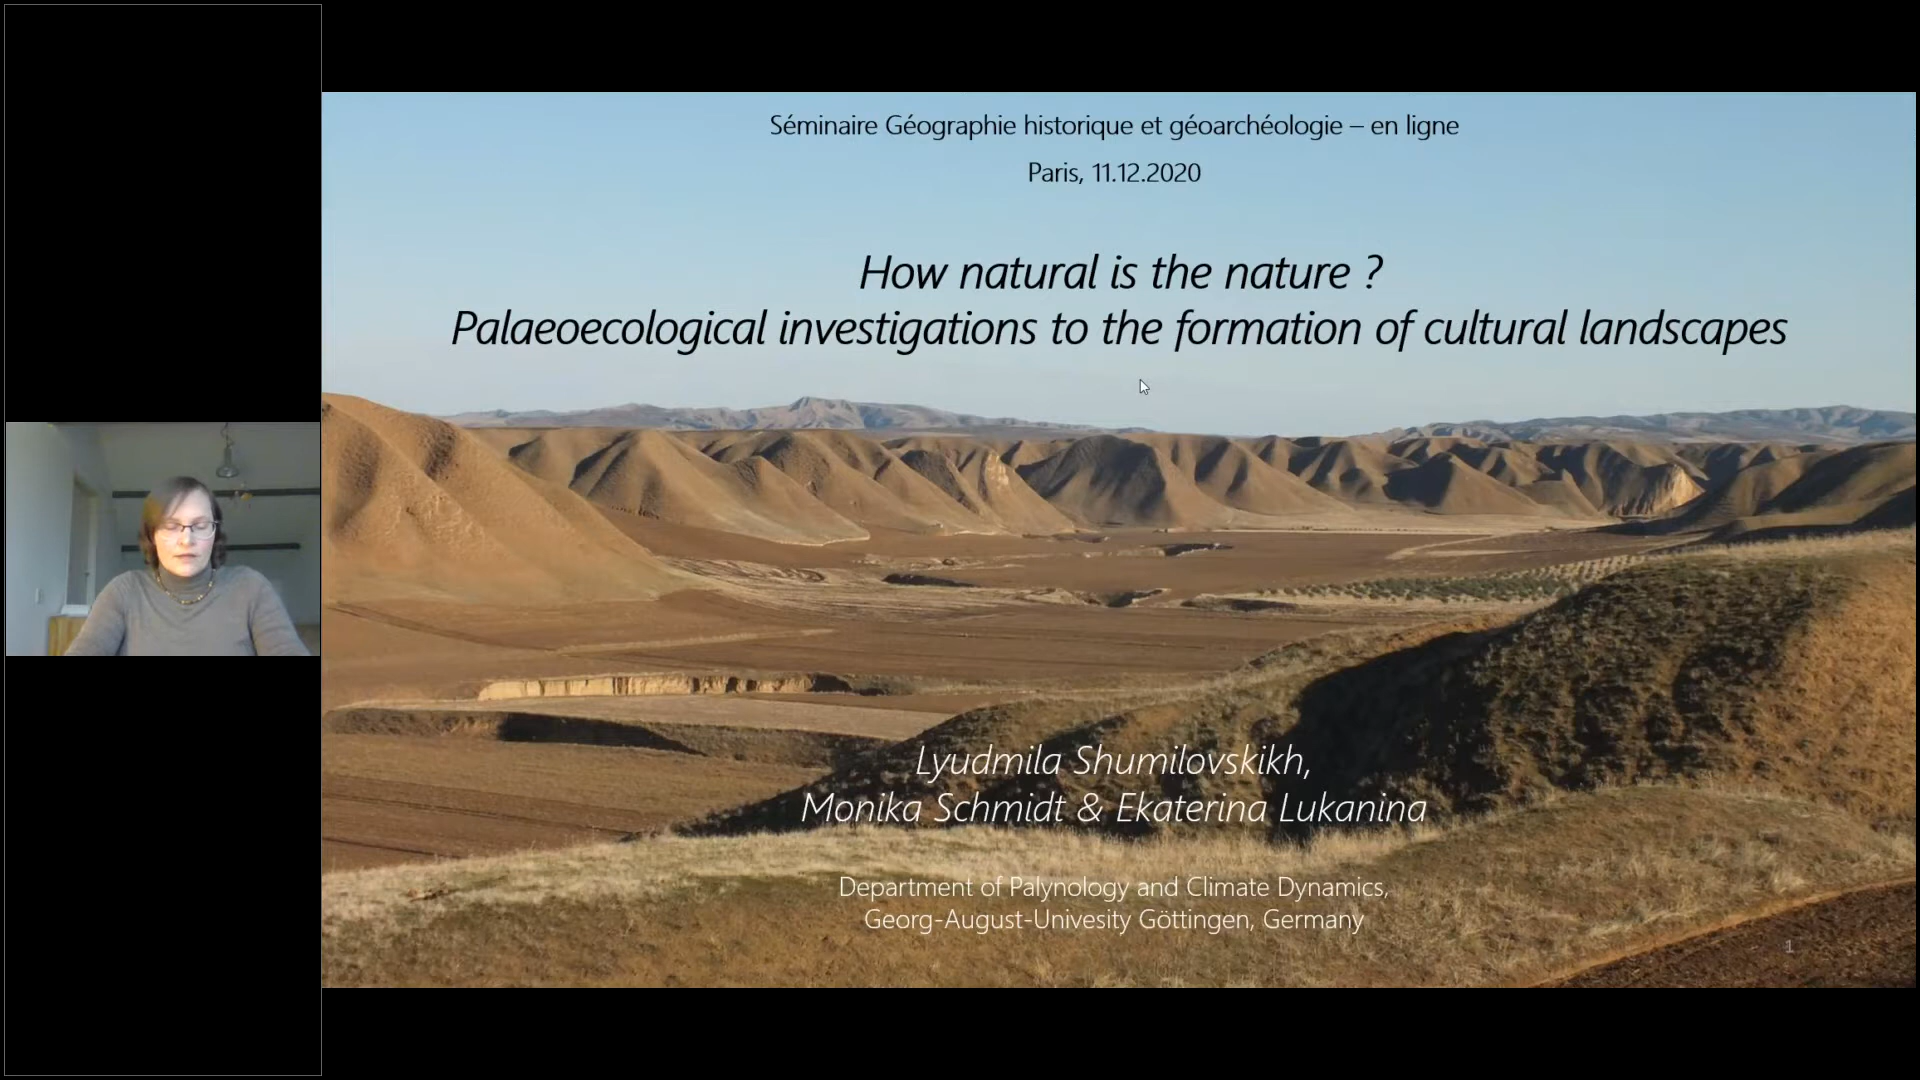 Séminaire Géographie historique et géoarchéologie – en ligne
Paris, 11.12.2020
How natural is the nature ?
Palaeoecological investigations to the formation of cultural landscapes
Lyudmila Shumilovskikh,
Monika Schmidt & Ekaterina Lukanina
Department of Palynology and Climate Dynamics,
Georg-August-Univesity Göttingen, Germany
1